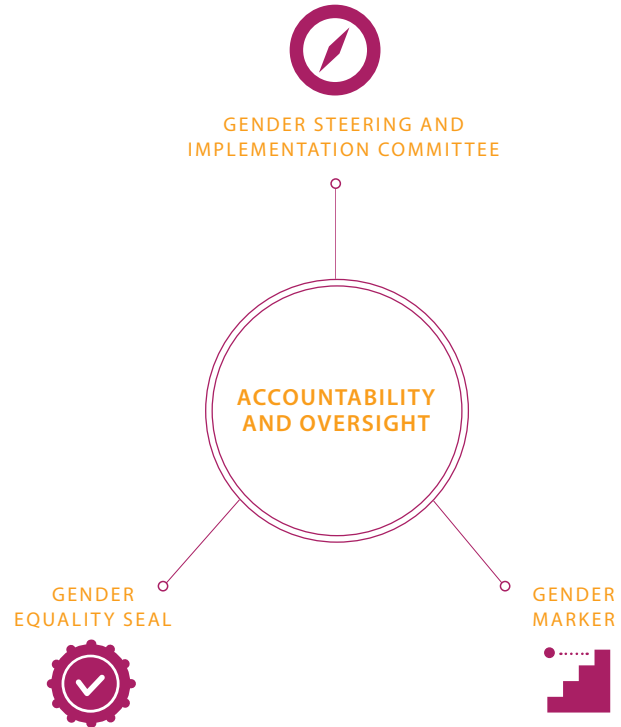 GENDER STEERING AND
IMPLEMENTATION COMMITTEE
ACCOUNTABILITY
AND OVERSIGHT
GENDER
EQUALITY SEAL
GENDER
MARKER